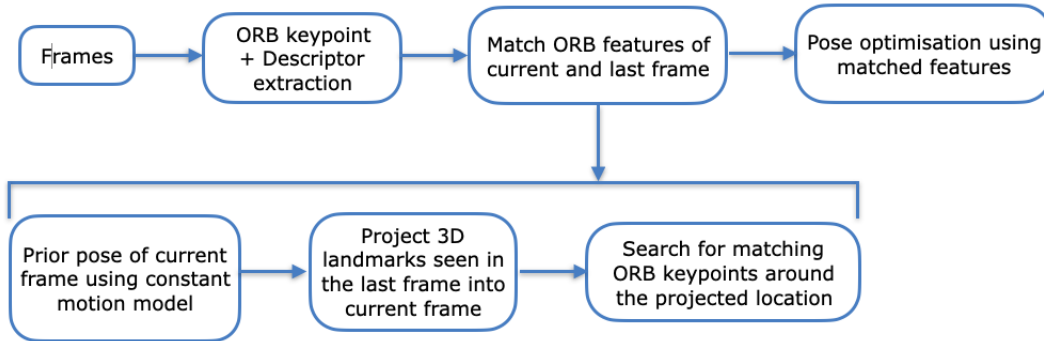 Frames
ORB keypoint
+ Descriptor
extraction
Match ORB features of
current and last frame
Pose optimisation using
matched features
Prior pose of current
frame using constant
motion model
Project 3D
landmarks seen in
the last frame into
current frame
Search for matching
ORB keypoints around
the projected location